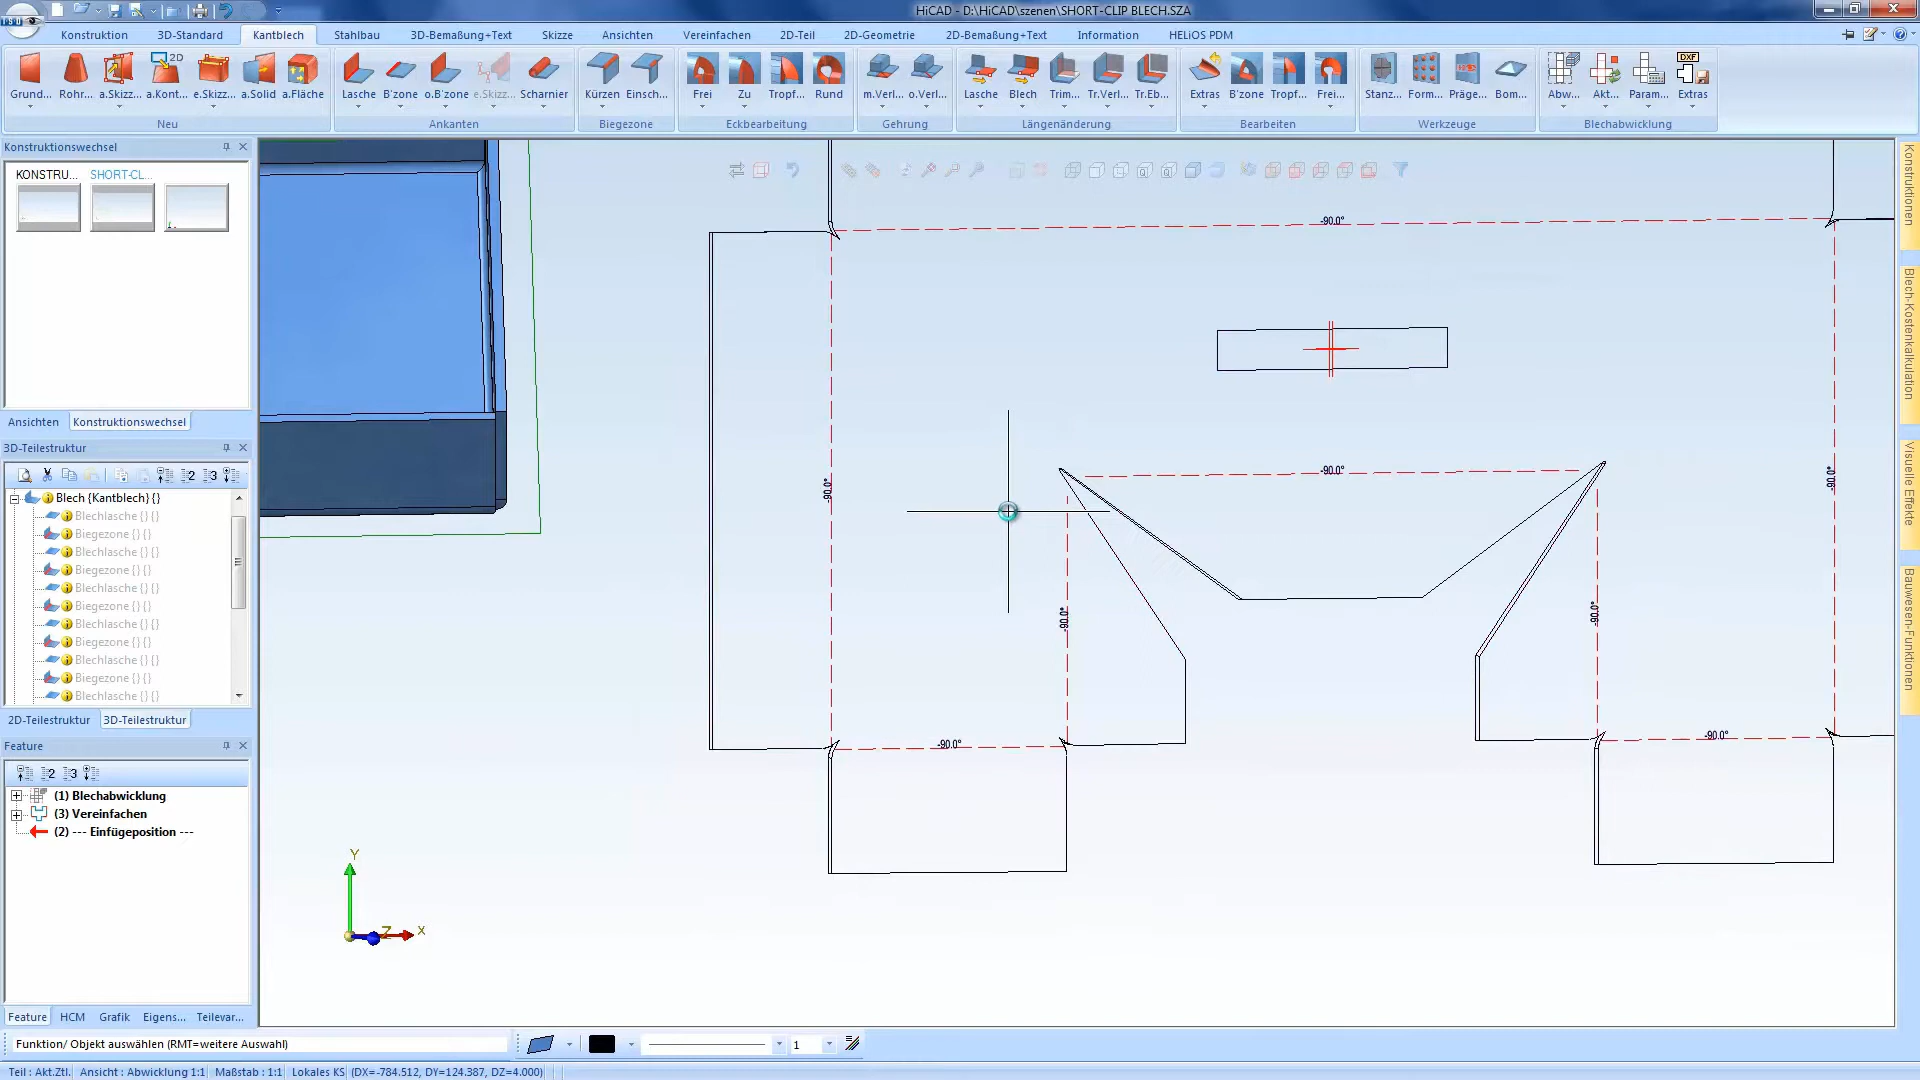 HiCAD - D:\HiCAD\szenen\SHORT-CLIP BLECH.SZA
ISD
Konstruktion 3D-Standard Kantblech Stahlbau 3D-Bemaßung+Text Skizze Ansichten Vereinfachen 2D-Teil 2D-Geometrie 2D-Bemaßung+Text Information HELiOS PDM
2D DXF
Grund... Rohr... a.Skizz... a.Kont... e.Skizz... a.Solid a.Fläche Lasche B'zone o.B'zone e.Skizz... Scharnier Kürzen Einsch... Frei Zu Tropf... Rund m.Verl... o.Verl... Lasche Blech Trim... Tr.Verl... Tr.Eb... Extras B'zone Tropf... Frei... Stanz... Form... Präge... Bom... Abw... Akt... Param... Extras
Neu Ankanten Biegezone Eckbearbeitung Gehrung Längenänderung Bearbeiten Werkzeuge Blechabwicklung
Konstruktionswechsel
KONSTRU... SHORT-CL...
Ansichten Konstruktionswechsel
3D-Teilestruktur
2 3
Blech {Kantblech} {}
Blechlasche {} {}
Biegezone {} {}
Blechlasche {} {}
Biegezone {} {}
Blechlasche {} {}
Biegezone {} {}
Blechlasche {} {}
Biegezone {} {}
Blechlasche {} {}
Biegezone {} {}
Blechlasche {} {}
2D-Teilestruktur 3D-Teilestruktur
Feature
2 3
(1) Blechabwicklung
(3) Vereinfachen
(2) --- Einfügeposition ---
Feature HCM Grafik Eigens... Teilevar...
-90.0°
-90.0°
-90.0°
-90.0°
-90.0°
-90.0°
-90.0°
-90.0°
Y
Z
X
Konstruktionen
Blech-Kostenkalkulation
Visuelle Effekte
Bauwesen-Funktionen
Funktion/ Objekt auswählen (RMT=weitere Auswahl)
1
Teil : Akt.Ztl. Ansicht : Abwicklung 1:1 Maßstab : 1:1 Lokales KS (DX=-784.512, DY=124.387, DZ=4.000)